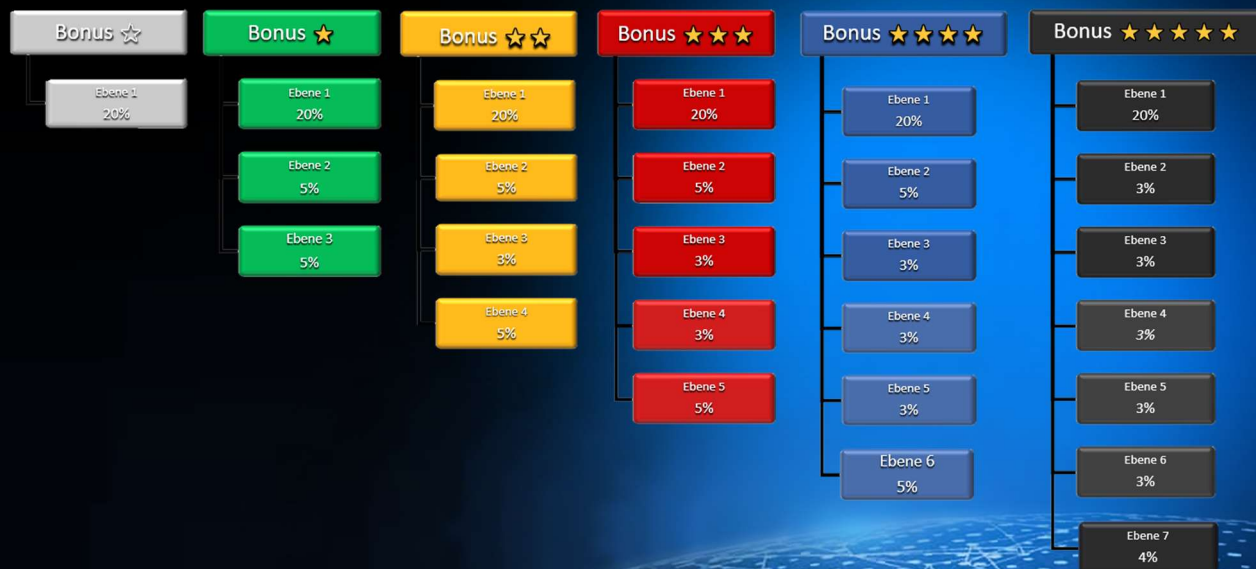 Bonus ☆
Ebene 1
20%
Bonus ★
Ebene 1
20%
Ebene 2
5%
Ebene 3
5%
Bonus ★ ★
Ebene 1
20%
Ebene 2
5%
Ebene 3
3%
Ebene 4
5%
Bonus ★ ★ ★
Ebene 1
20%
Ebene 2
5%
Ebene 3
3%
Ebene 4
3%
Ebene 5
5%
Bonus ★ ★ ★ ★
Ebene 1
20%
Ebene 2
5%
Ebene 3
3%
Ebene 4
3%
Ebene 5
3%
Ebene 6
5%
Bonus ★ ★ ★ ★ ★
Ebene 1
20%
Ebene 2
3%
Ebene 3
3%
Ebene 4
3%
Ebene 5
3%
Ebene 6
3%
Ebene 7
4%